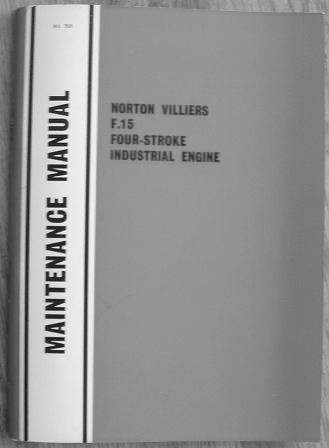 MAINTENANCE MANUAL
NORTON VILLIERS
F.15
FOUR-STROKE
INDUSTRIAL ENGINE